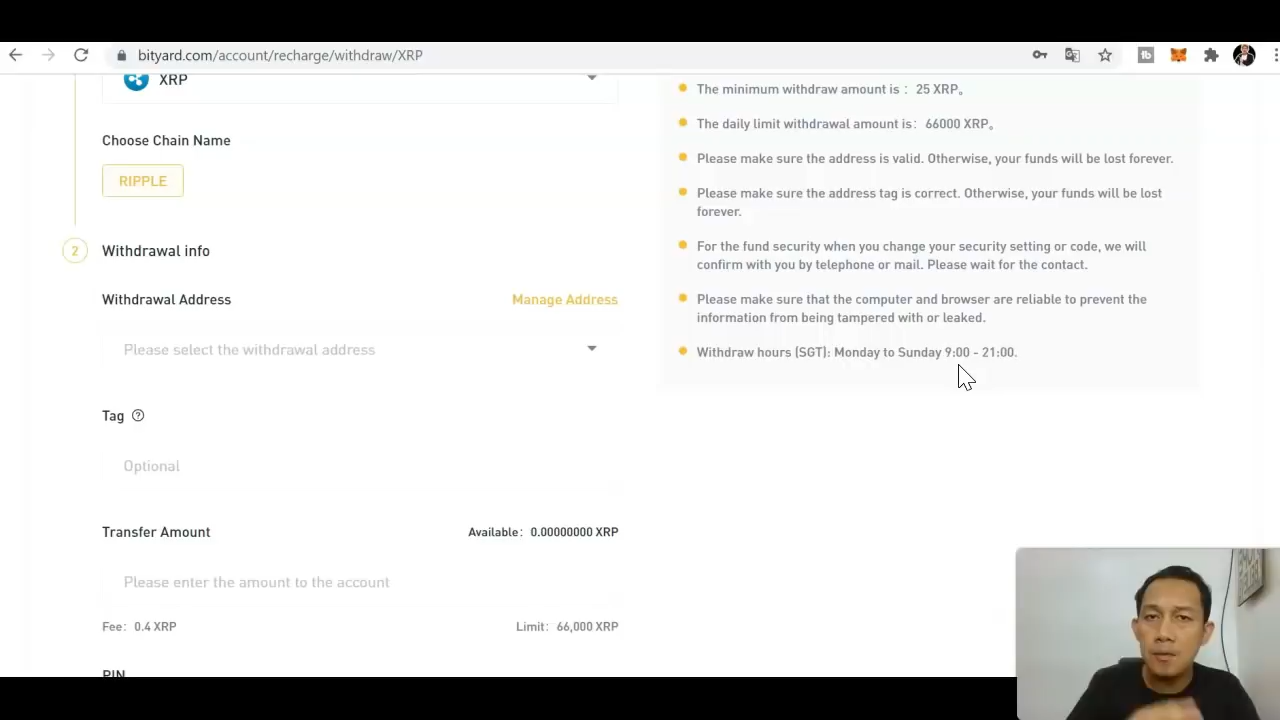 bityard.com/account/recharge/withdraw/XRP
XRP
Choose Chain Name
RIPPLE
2 Withdrawal info
Withdrawal Address Manage Address
Please select the withdrawal address
Tag ?
Optional
Transfer Amount Available: 0.00000000 XRP
Please enter the amount to the account
Fee: 0.4 XRP Limit: 66,000 XRP
PIN
The minimum withdraw amount is : 25 XRP。
The daily limit withdrawal amount is: 66000 XRP。
Please make sure the address is valid. Otherwise, your funds will be lost forever.
Please make sure the address tag is correct. Otherwise, your funds will be lost
forever.
For the fund security when you change your security setting or code, we will
confirm with you by telephone or mail. Please wait for the contact.
Please make sure that the computer and browser are reliable to prevent the
information from being tampered with or leaked.
Withdraw hours (SGT): Monday to Sunday 9:00 - 21:00.